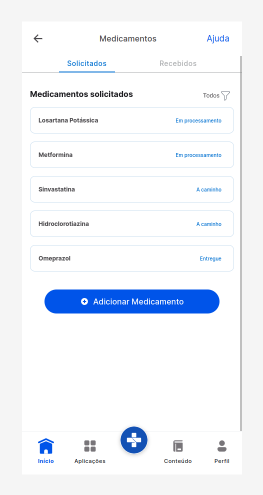 Medicamentos
Ajuda
Solicitados
Recebidos
Medicamentos solicitados
Todos
Losartana Potássica
Em processamento
Metformina
Em processamento
Sinvastatina
A caminho
Hidroclorotiazina
A caminho
Omeprazol
Entregue
Adicionar Medicamento
Início
Aplicações
Conteúdo
Perfil